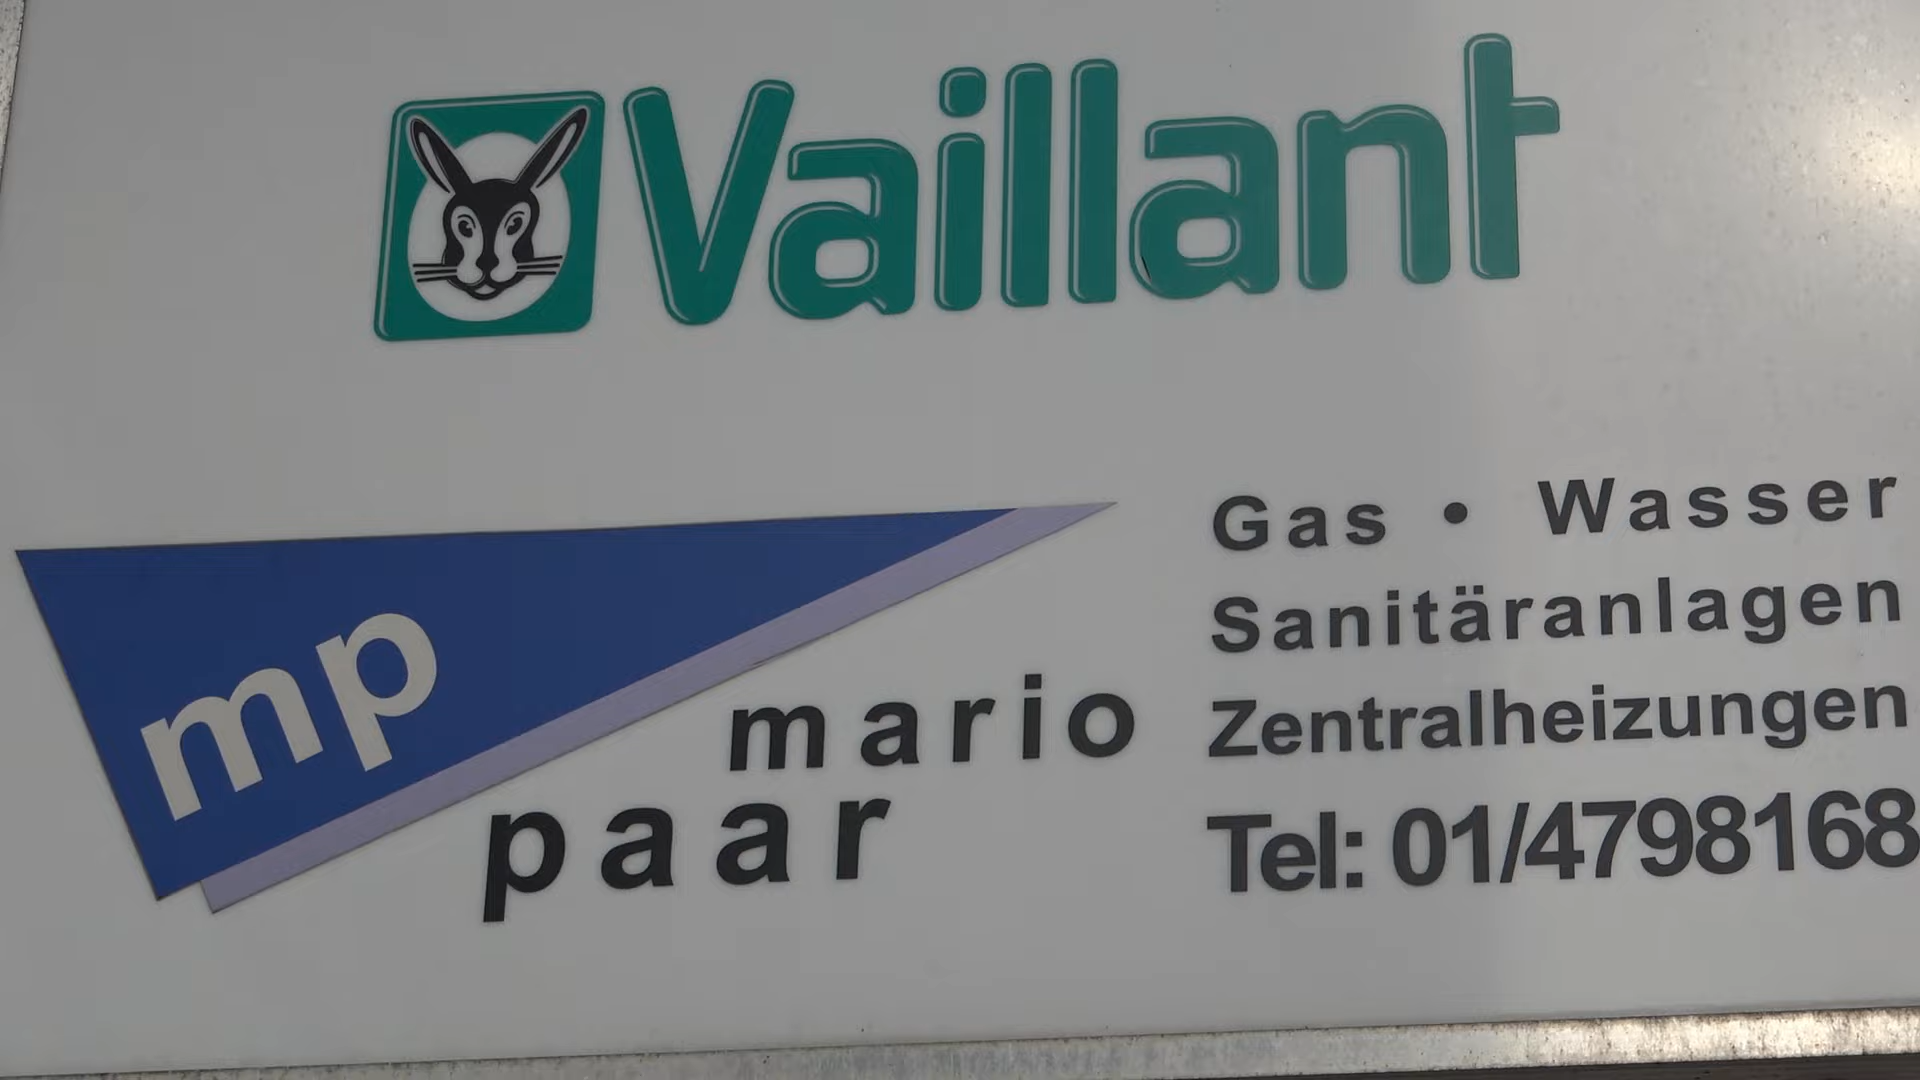 Vaillant
mp
mario
paar
Gas • Wasser
Sanitäranlagen
Zentralheizungen
Tel: 01/4798168